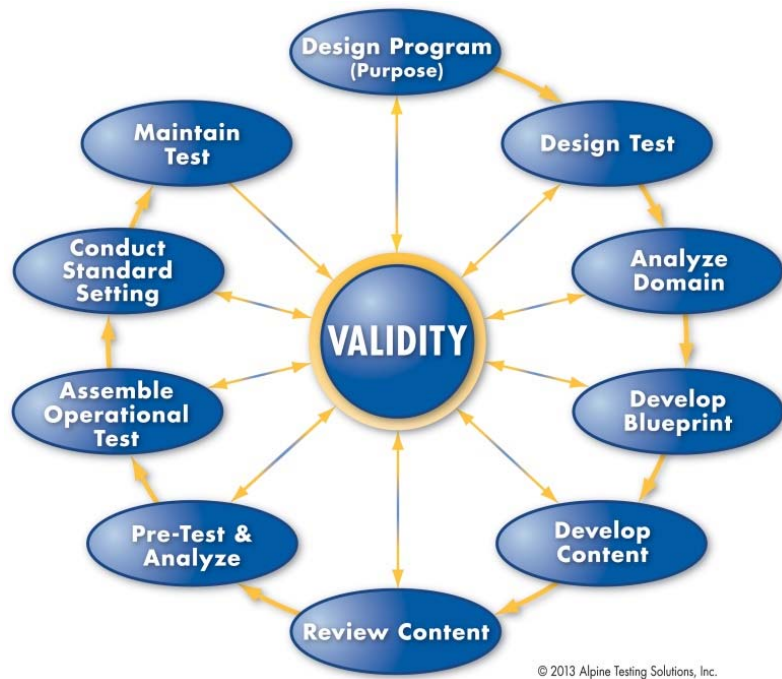 Design Program
(Purpose)
Design Test
Analyze
Domain
Develop
Blueprint
Develop
Content
Review Content
Pre-Test &
Analyze
Assemble
Operational
Test
Conduct
Standard
Setting
Maintain
Test
VALIDITY
© 2013 Alpine Testing Solutions, Inc.